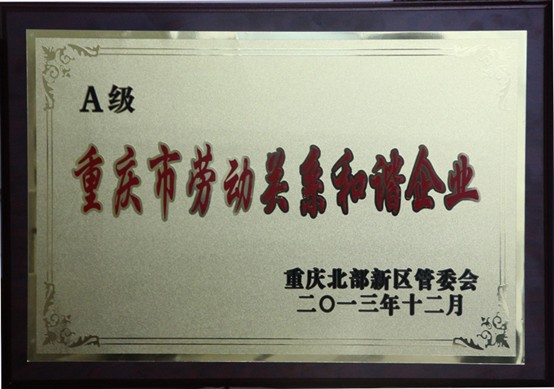 A级
重庆市劳动关系和谐企业
重庆北部新区管委会
二〇一三年十二月